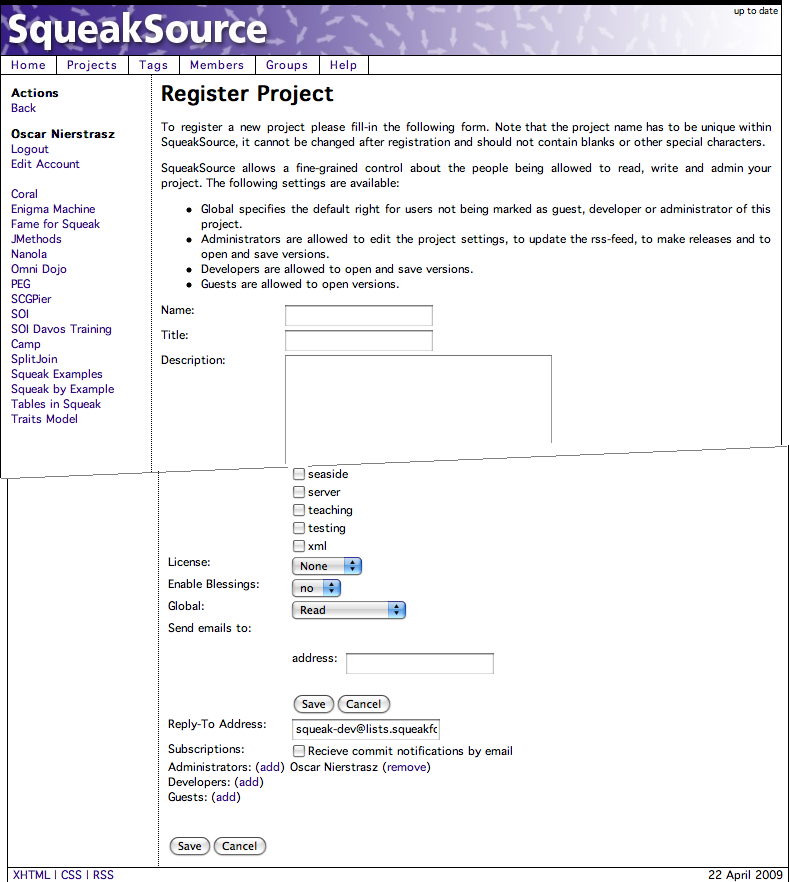 up to date
SqueakSource
Home Projects Tags Members Groups Help
Actions
Back
Oscar Nierstrasz
Logout
Edit Account
Coral
Enigma Machine
Fame for Squeak
JMethods
Nanola
Omni Dojo
PEG
SCGPier
SOI
SOI Davos Training
Camp
SplitJoin
Squeak Examples
Squeak by Example
Tables in Squeak
Traits Model
Register Project
To register a new project please fill-in the following form. Note that the project name has to be unique within
SqueakSource, it cannot be changed after registration and should not contain blanks or other special characters.
SqueakSource allows a fine-grained control about the people being allowed to read, write and admin your
project. The following settings are available:
• Global specifies the default right for users not being marked as guest, developer or administrator of this
project.
• Administrators are allowed to edit the project settings, to update the rss-feed, to make releases and to
open and save versions.
• Developers are allowed to open and save versions.
• Guests are allowed to open versions.
Name:
Title:
Description:
seaside
server
teaching
testing
xml
License: None
Enable Blessings: no
Global: Read
Send emails to:
address:
Save Cancel
Reply-To Address: squeak-dev@lists.squeakfc
Subscriptions: Recieve commit notifications by email
Administrators: (add) Oscar Nierstrasz (remove)
Developers: (add)
Guests: (add)
Save Cancel
XHTML | CSS | RSS 22 April 2009